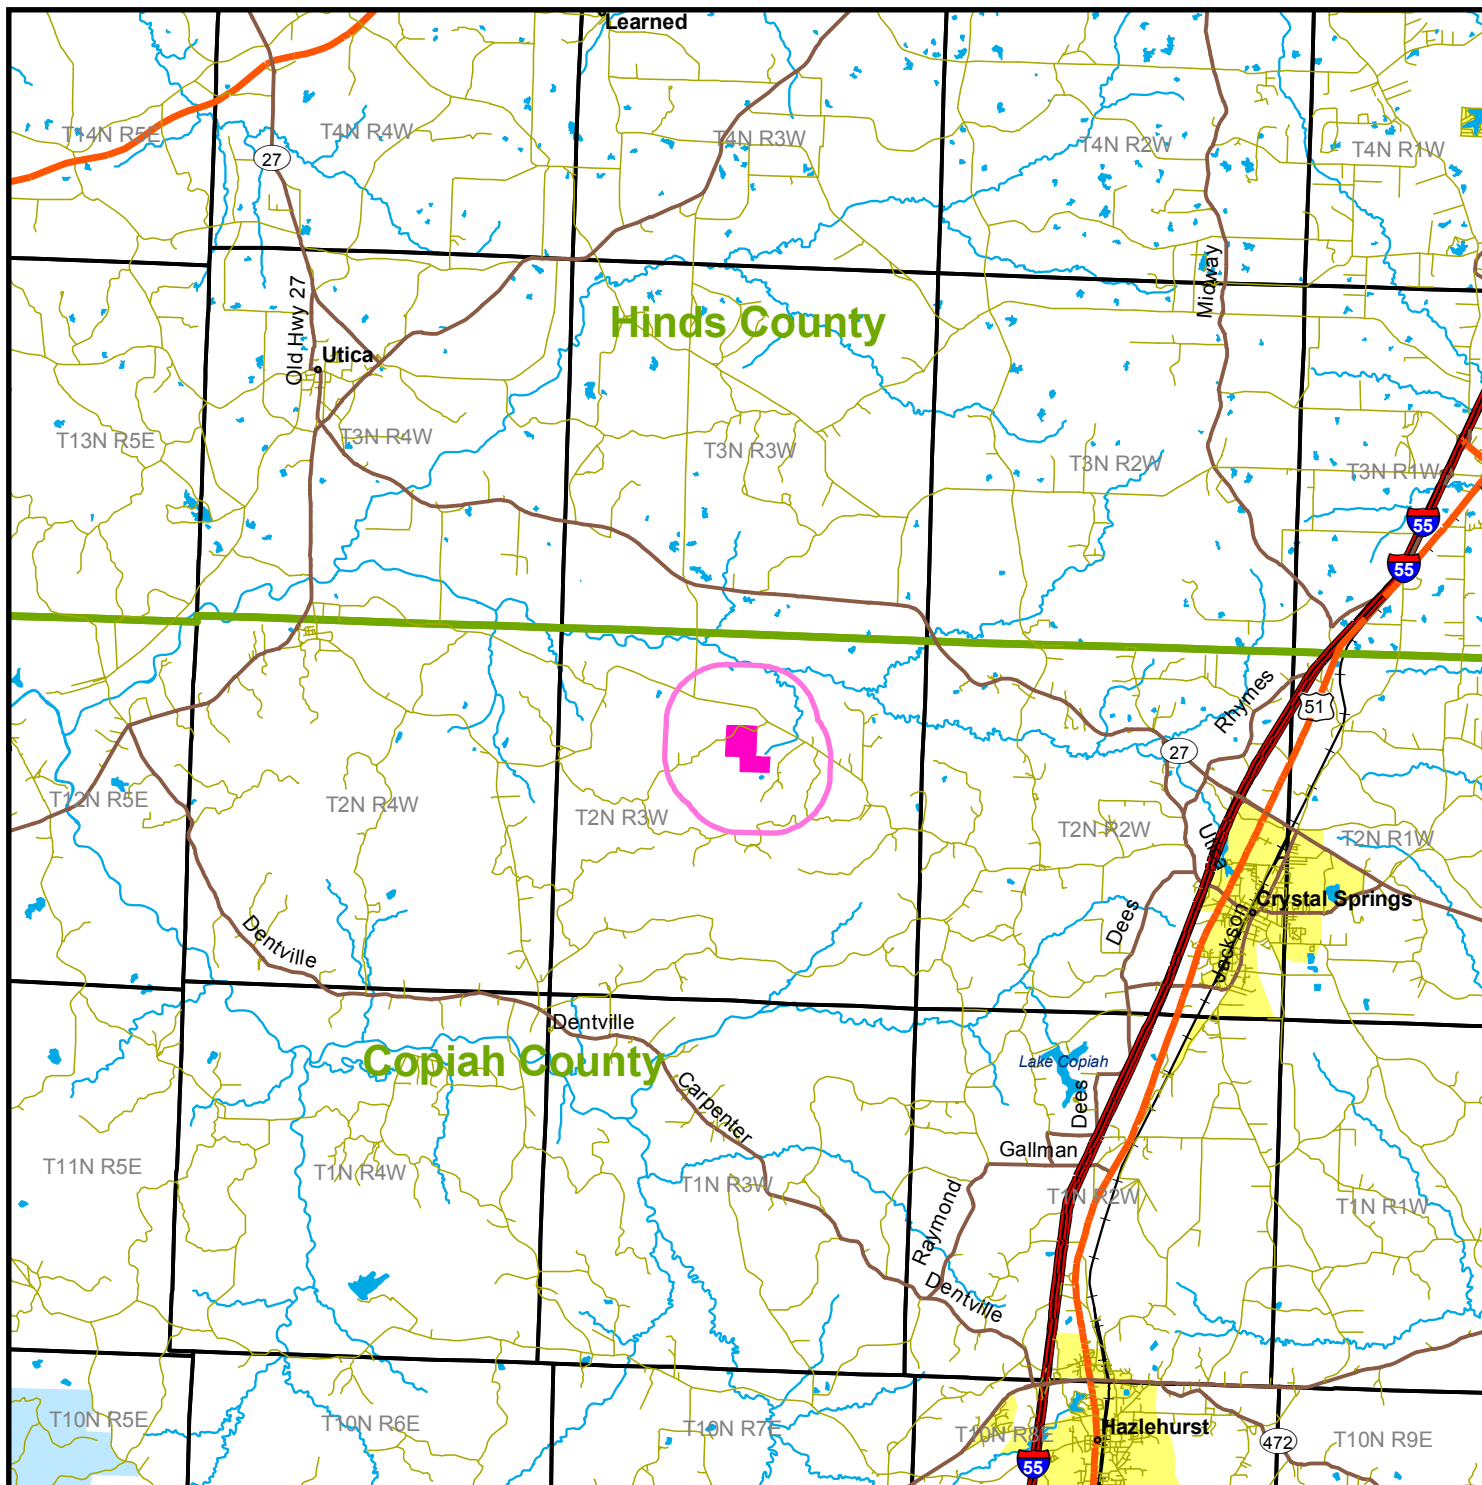 Learned
T14N R5E
T4N R4W
T4N R3W
T4N R2W
T4N R1W
27
Midway
Old Hwy 27
Hinds County
Utica
T13N R5E
T3N R4W
T3N R3W
T3N R2W
T3N R1W
55
55
Rhymes
51
27
T12N R5E
T2N R4W
T2N R3W
T2N R2W
T2N R1W
Utica
Crystal Springs
Dees
Jackson
Dentville
Dentville
Copiah County
Lake Copiah
Dees
Carpenter
Gallman
T11N R5E
T1N R4W
T1N R3W
T1N R2W
T1N R1W
Raymond
Dentville
T10N R5E
T10N R6E
T10N R7E
T10N R8E
Hazlehurst
472
T10N R9E
55